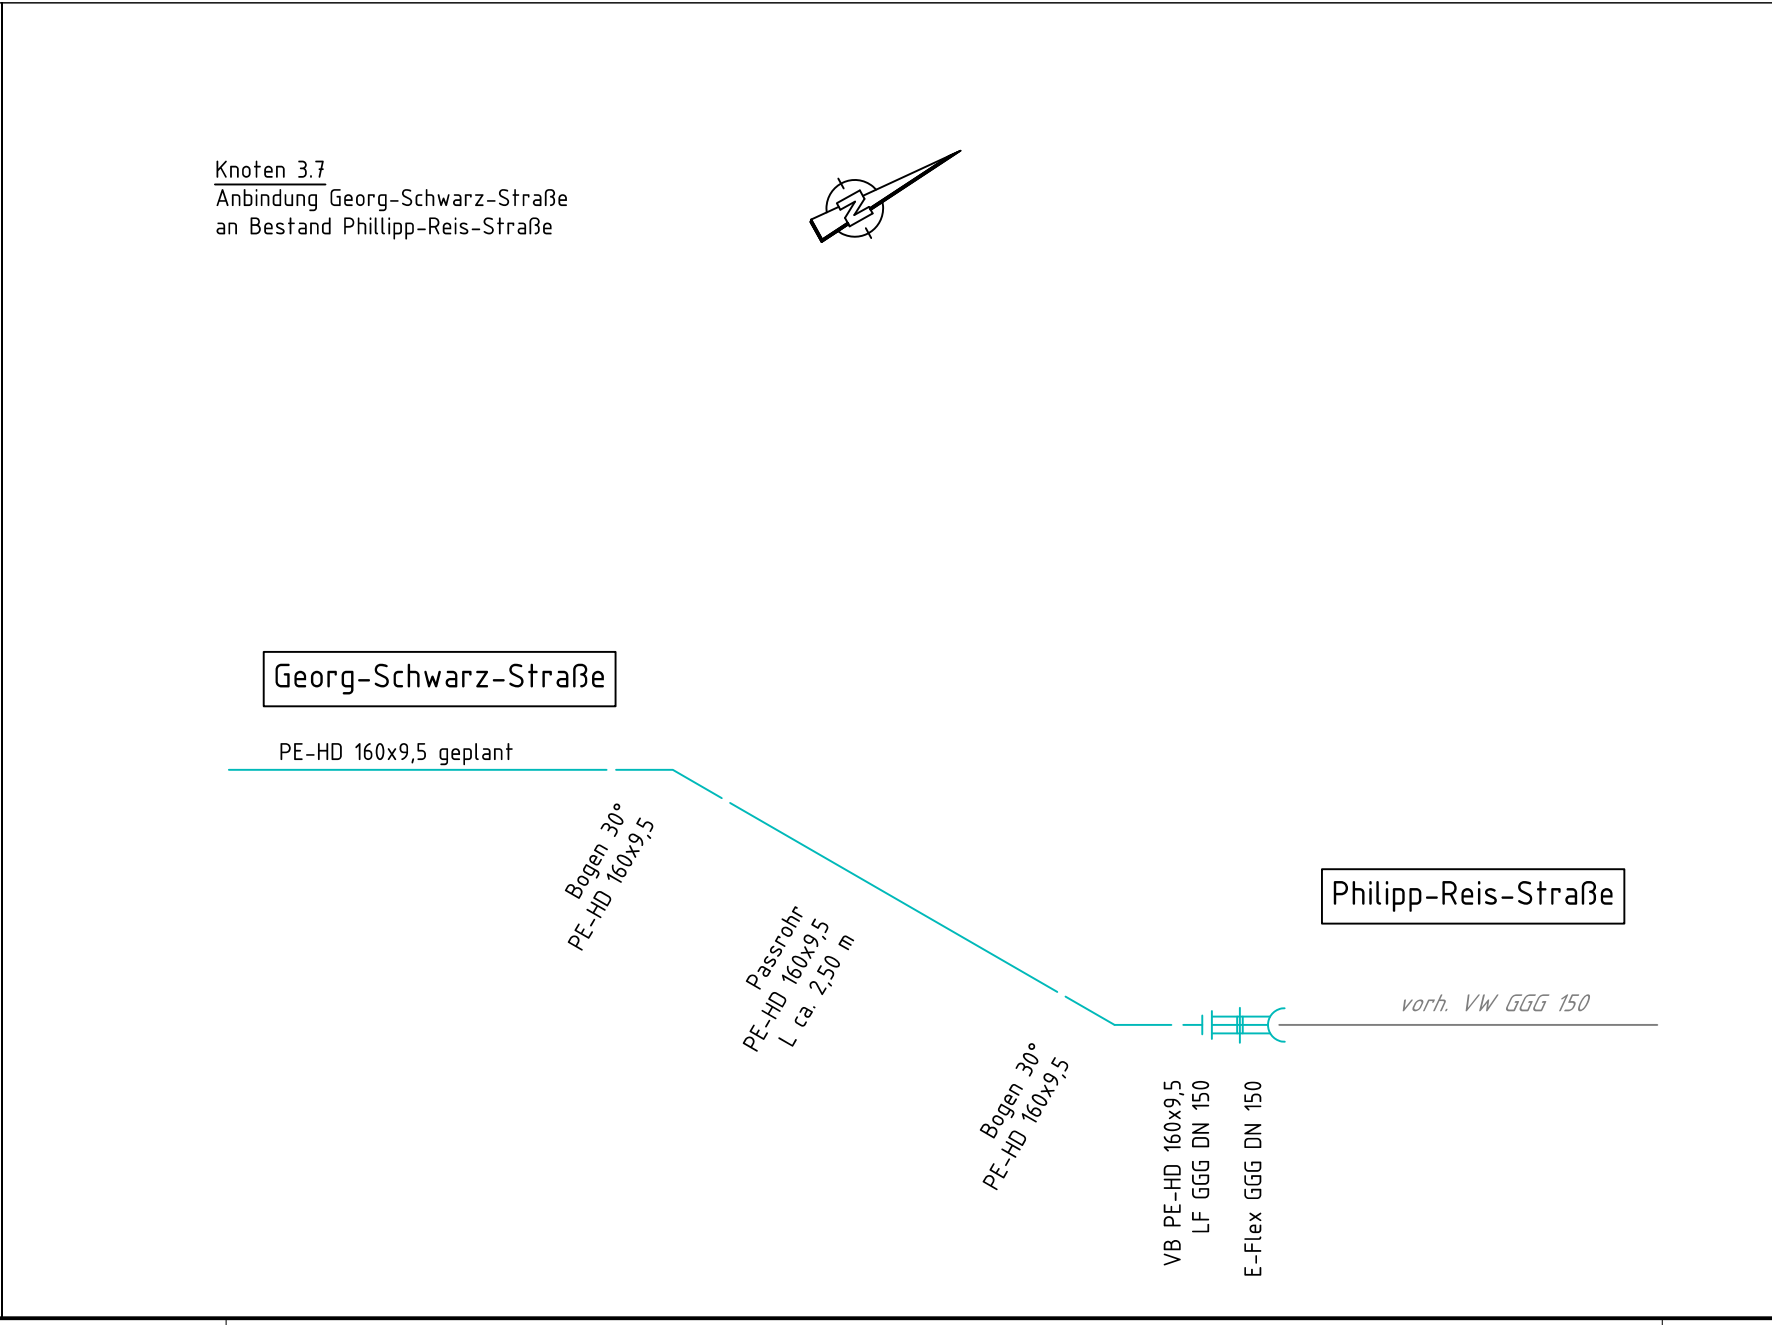 Knoten 3.7
Anbindung Georg-Schwarz-Straße
an Bestand Phillipp-Reis-Straße
N
Georg-Schwarz-Straße
PE-HD 160x9,5 geplant
Bogen 30°
PE-HD 160x9,5
Passrohr
PE-HD 160x9,5
L ca. 2,50 m
Philipp-Reis-Straße
vorh. VW GGG 150
Bogen 30°
PE-HD 160x9,5
VB PE-HD 160x9,5
LF GGG DN 150
E-Flex GGG DN 150